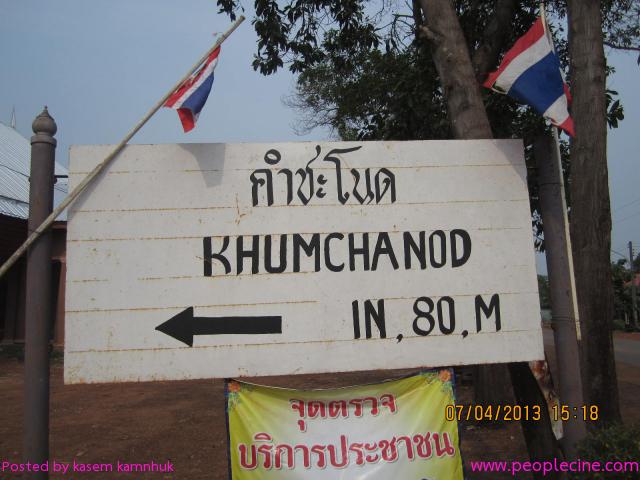 คำชะโนด
KHUMCHANOD
IN,80,M
จุดตรวจ
บริการประชาชน
07/04/2013 15:18
Posted by kasem kamnhuk
www.peoplecine.com